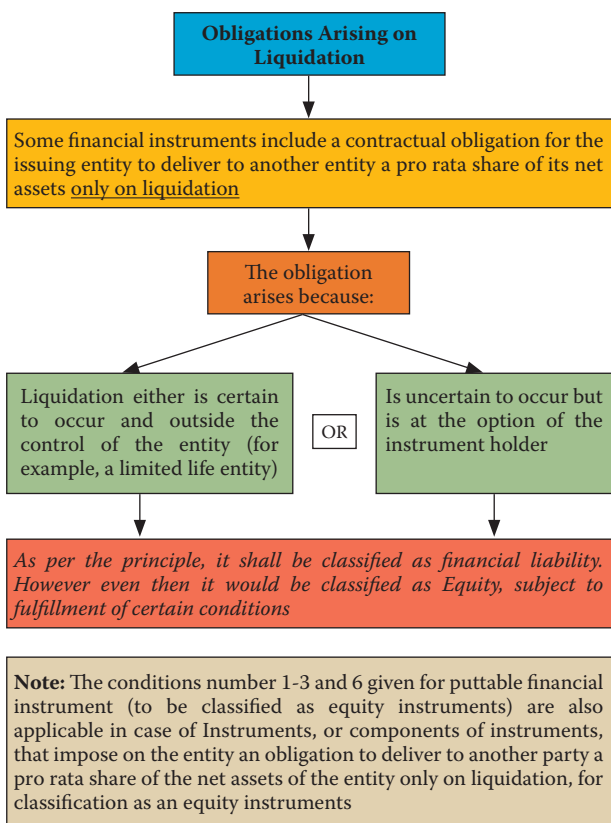 Obligations Arising on
Liquidation
Some financial instruments include a contractual obligation for the
issuing entity to deliver to another entity a pro rata share of its net
assets only on liquidation
The obligation
arises because:
Liquidation either is certain
to occur and outside the
control of the entity (for
example, a limited life entity)
OR
Is uncertain to occur but
is at the option of the
instrument holder
As per the principle, it shall be classified as financial liability.
However even then it would be classified as Equity, subject to
fulfillment of certain conditions
Note: The conditions number 1-3 and 6 given for puttable financial
instrument (to be classified as equity instruments) are also
applicable in case of Instruments, or components of instruments,
that impose on the entity an obligation to deliver to another party a
pro rata share of the net assets of the entity only on liquidation, for
classification as an equity instruments